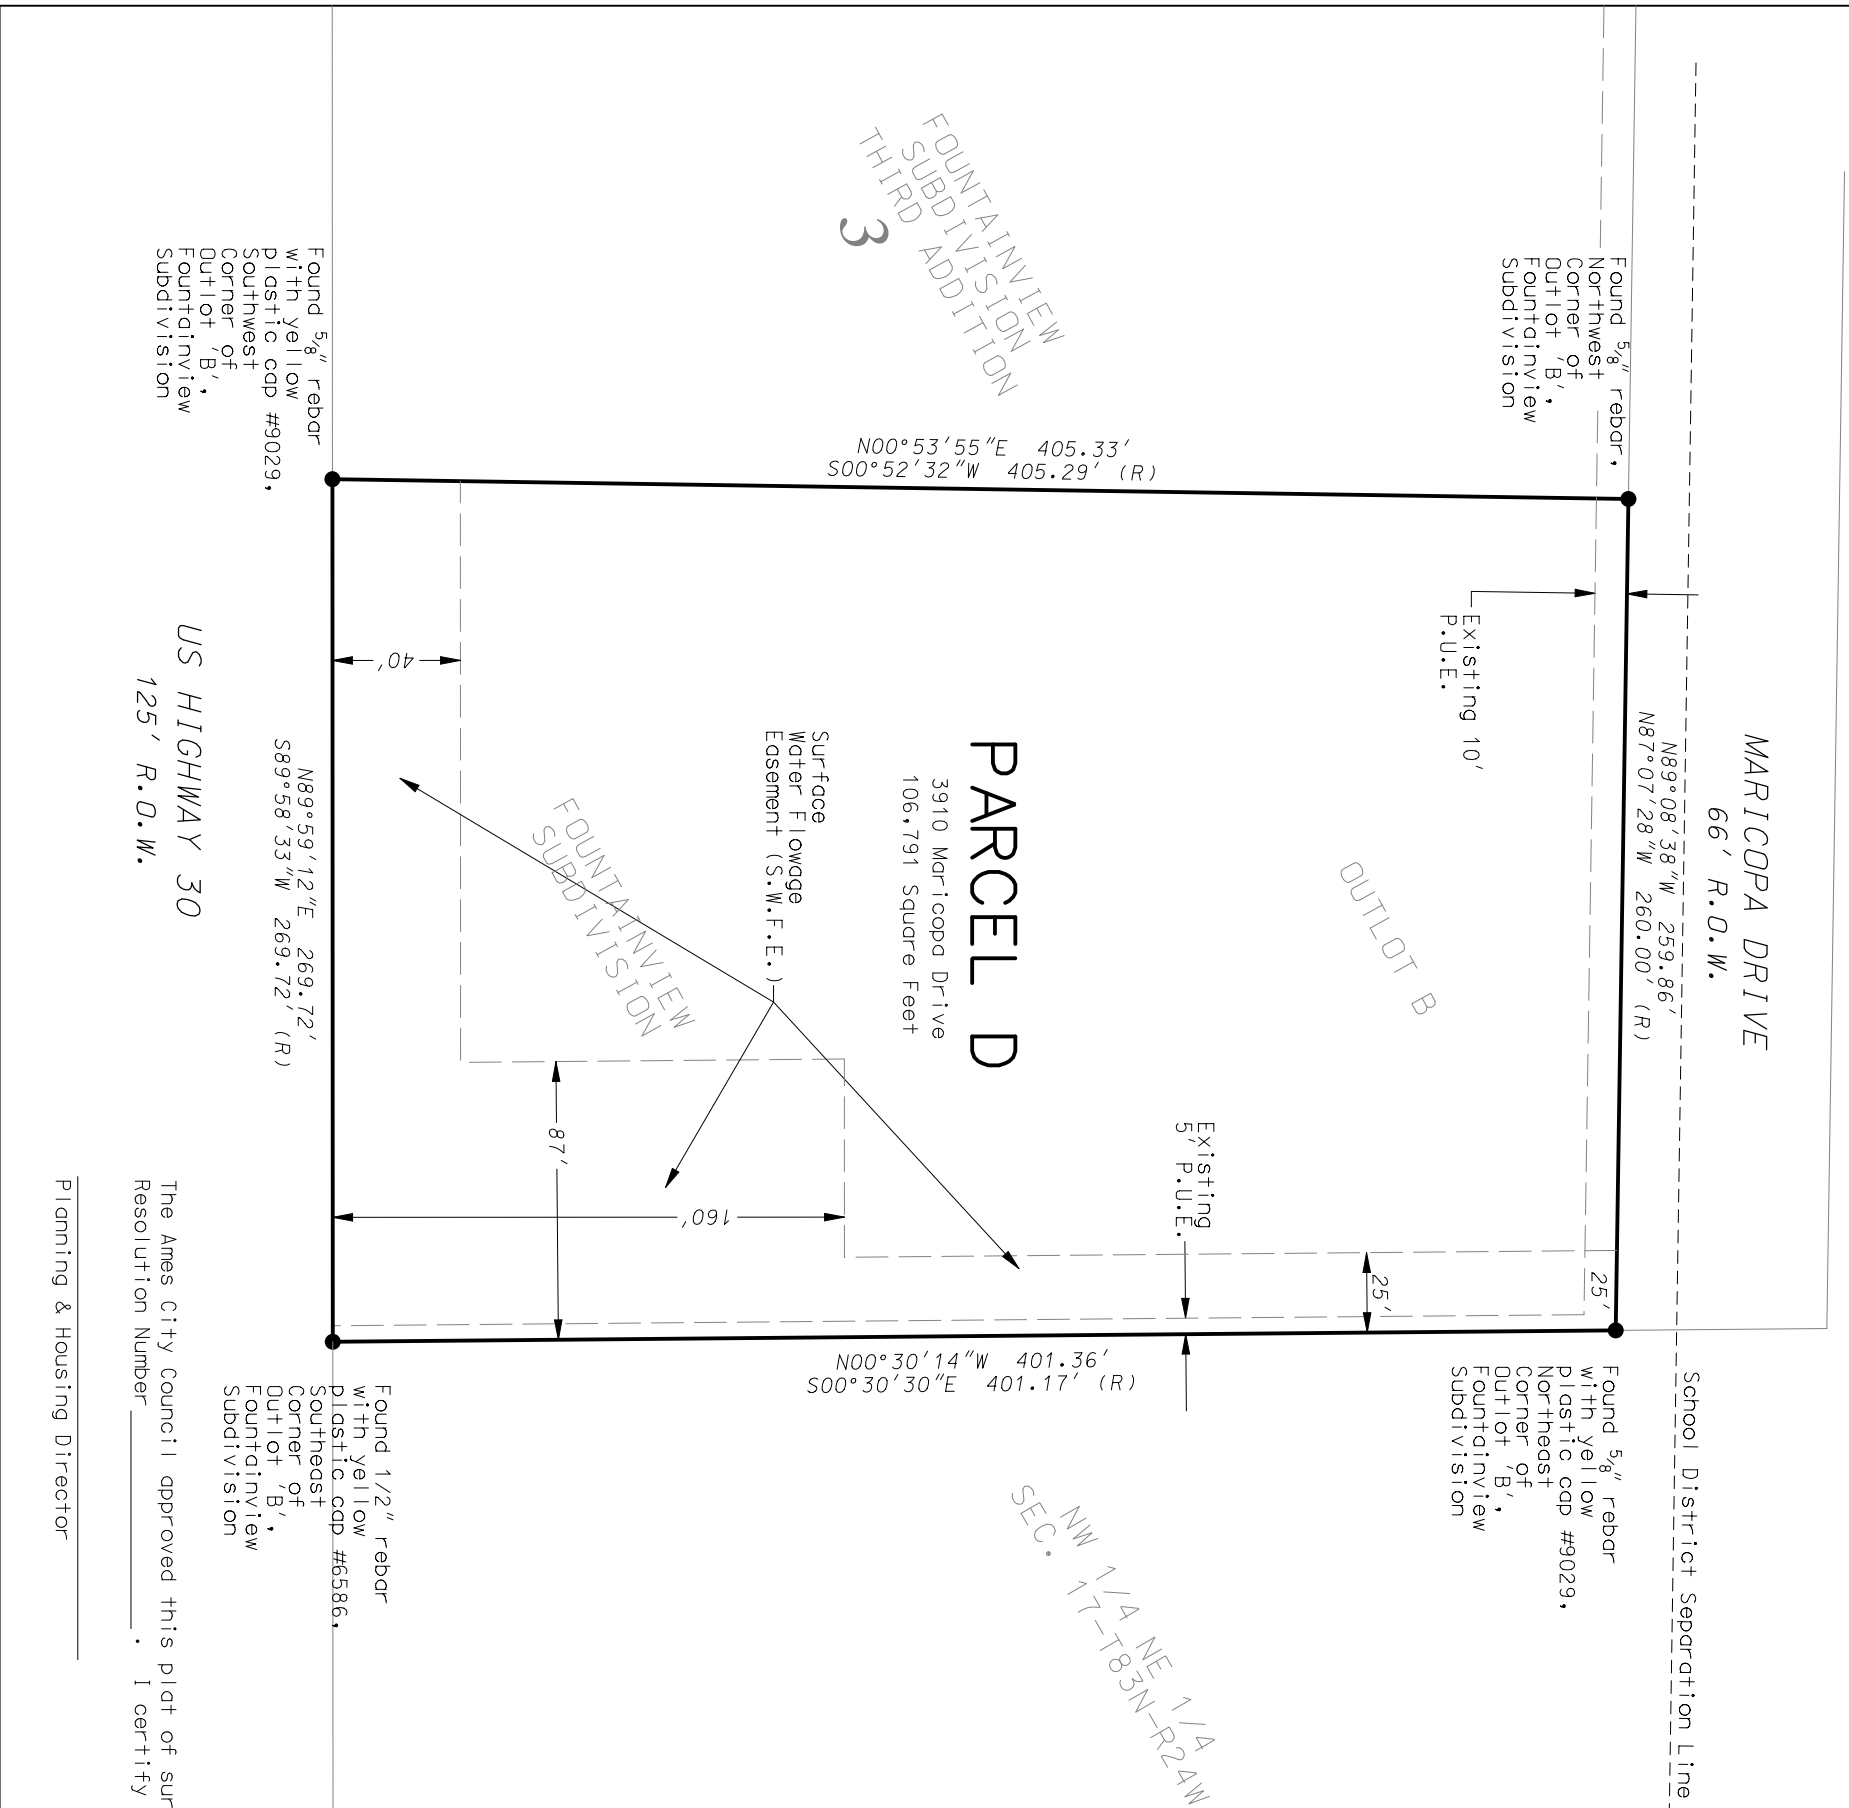 MARICOPA DRIVE
66' R.O.W.
N89°08'38"W 259.86'
N87°07'28"W 260.00' (R)
School District Separation Line
Found 5/8" rebar,
Northwest
Corner of
Outlot 'B',
Fountainview
Subdivision
Existing 10'
P.U.E.
25'
Found 5/8" rebar
with yellow
plastic cap #9029,
Northeast
Corner of
Outlot 'B',
Fountainview
Subdivision
OUTLOT B
25'
Existing
5' P.U.E.
FOUNTAINVIEW
SUBDIVISION
THIRD ADDITION
3
N00°53'55"E 405.33'
S00°52'32"W 405.29' (R)
PARCEL D
3910 Maricopa Drive
106,791 Square Feet
N00°30'14"W 401.36'
S00°30'30"E 401.17' (R)
NW 1/4 NE 1/4
SEC. 17-T83N-R24W
Surface
Water Flowage
Easement (S.W.F.E.)
FOUNTAINVIEW
SUBDIVISION
160'
87'
40'
Found 5/8" rebar
with yellow
plastic cap #9029,
Southwest
Corner of
Outlot 'B',
Fountainview
Subdivision
N89°59'12"E 269.72'
S89°58'33"W 269.72' (R)
Found 1/2" rebar
with yellow
plastic cap #6586,
Southeast
Corner of
Outlot 'B',
Fountainview
Subdivision
US HIGHWAY 30
125' R.O.W.
The Ames City Council approved this plat of sur
Resolution Number . I certify
Planning & Housing Director